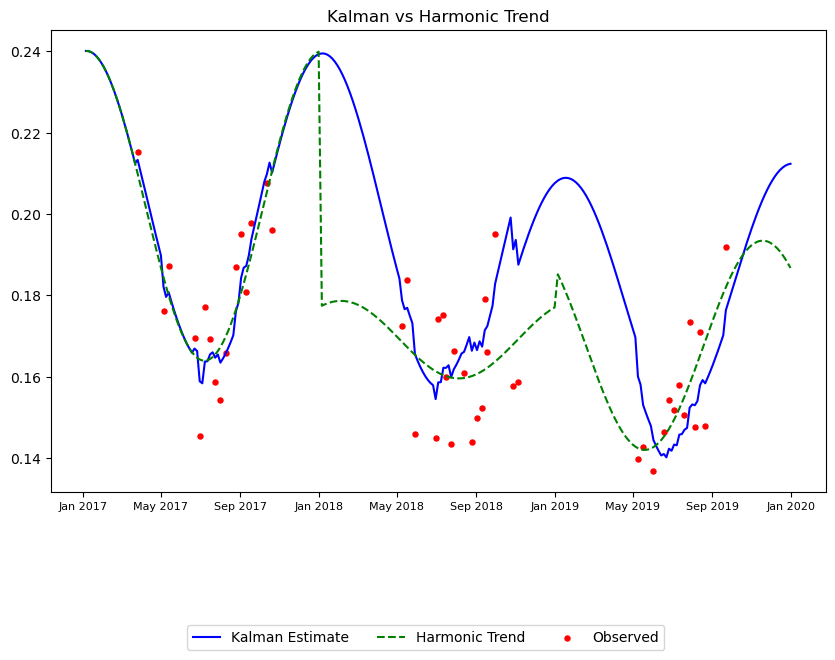 Kalman vs Harmonic Trend
0.24
0.22
0.20
0.18
0.16
0.14
Jan 2017 May 2017 Sep 2017 Jan 2018 May 2018 Sep 2018 Jan 2019 May 2019 Sep 2019 Jan 2020
Kalman Estimate Harmonic Trend Observed